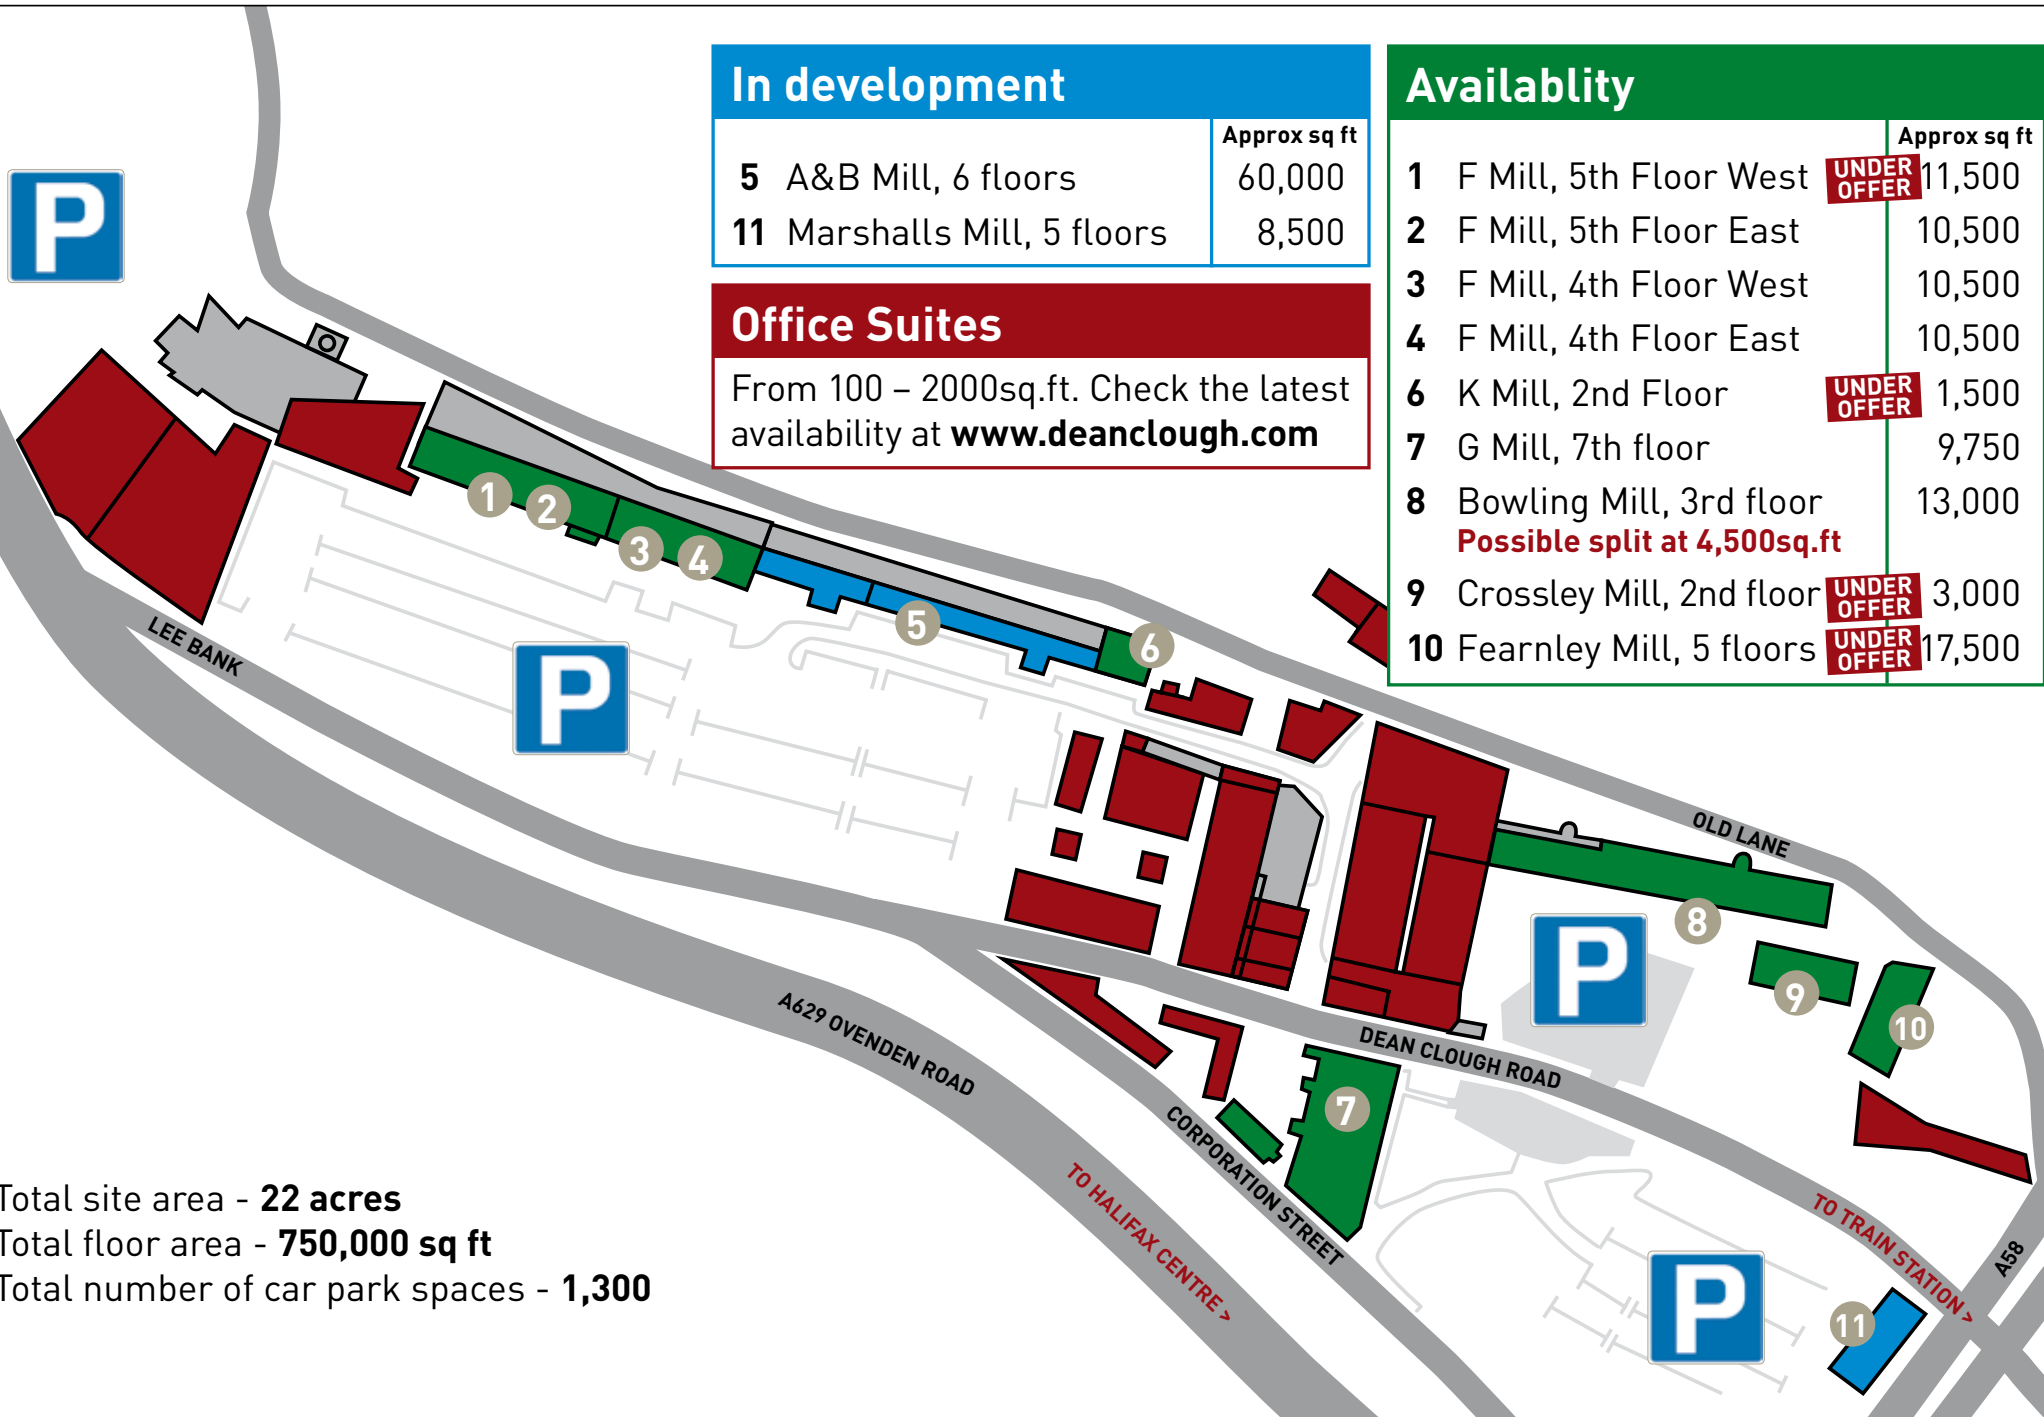 In development
Approx sq ft
5 A&B Mill, 6 floors 60,000
11 Marshalls Mill, 5 floors 8,500
Office Suites
From 100 – 2000sq.ft. Check the latest
availability at www.deanclough.com
Availablity
Approx sq ft
1 F Mill, 5th Floor West UNDER OFFER 11,500
2 F Mill, 5th Floor East 10,500
3 F Mill, 4th Floor West 10,500
4 F Mill, 4th Floor East 10,500
6 K Mill, 2nd Floor UNDER OFFER 1,500
7 G Mill, 7th floor 9,750
8 Bowling Mill, 3rd floor 13,000
Possible split at 4,500sq.ft
9 Crossley Mill, 2nd floor UNDER OFFER 3,000
10 Fearnley Mill, 5 floors UNDER OFFER 17,500
P
1
2
3
4
5
6
LEE BANK
P
OLD LANE
8
P
9
10
A629 OVENDEN ROAD
DEAN CLOUGH ROAD
7
CORPORATION STREET
TO HALIFAX CENTRE >
TO TRAIN STATION >
A58
P
11
Total site area - 22 acres
Total floor area - 750,000 sq ft
Total number of car park spaces - 1,300